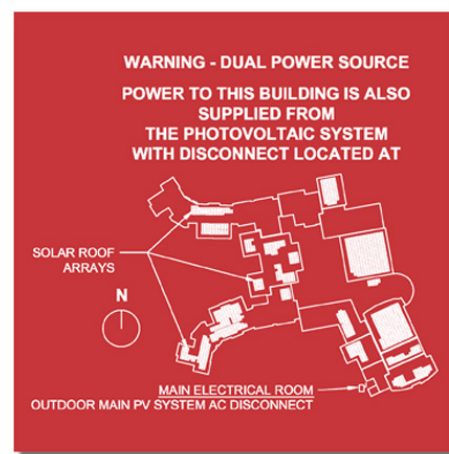 WARNING - DUAL POWER SOURCE
POWER TO THIS BUILDING IS ALSO
SUPPLIED FROM
THE PHOTOVOLTAIC SYSTEM
WITH DISCONNECT LOCATED AT
SOLAR ROOF
ARRAYS
N
MAIN ELECTRICAL ROOM
OUTDOOR MAIN PV SYSTEM AC DISCONNECT